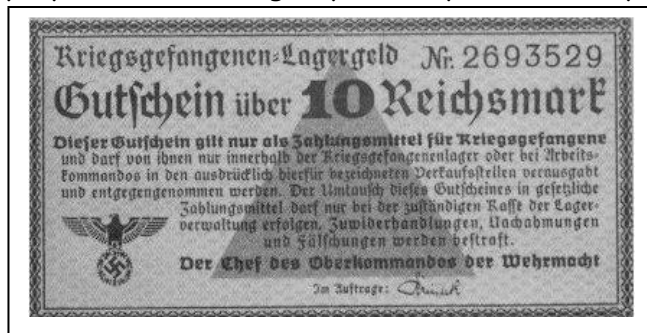 Kriegsgefangenen-Lagergeld Nr. 2693529
Gutschein über 10 Reichsmark
Dieser Gutschein gilt nur als Zahlungsmittel für Kriegsgefangene
und darf von ihnen nur innerhalb der Kriegsgefangenenlager oder bei Arbeits-
kommandos in den ausdrücklich hierfür bezeichneten Verkaufsstellen verausgabt
und entgegengenommen werden. Der Umtausch dieses Gutscheines in gesetzliche
Zahlungsmittel darf nur bei der zuständigen Kasse der Lager-
verwaltung erfolgen. Zuwiderhandlungen, Nachahmungen
und Fälschungen werden bestraft.
Der Chef des Oberkommandos der Wehrmacht
Im Auftrage: